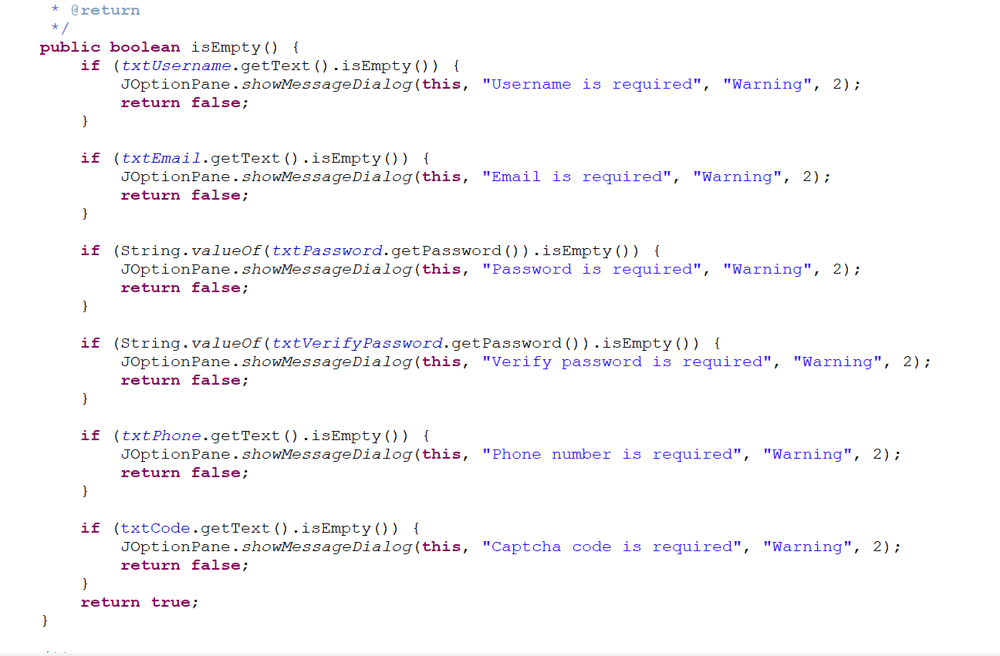 * @return
*/
public boolean isEmpty() {
if (txtUsername.getText().isEmpty()) {
JOptionPane.showMessageDialog(this, "Username is required", "Warning", 2);
return false;
}
if (txtEmail.getText().isEmpty()) {
JOptionPane.showMessageDialog(this, "Email is required", "Warning", 2);
return false;
}
if (String.valueOf(txtPassword.getPassword()).isEmpty()) {
JOptionPane.showMessageDialog(this, "Password is required", "Warning", 2);
return false;
}
if (String.valueOf(txtVerifyPassword.getPassword()).isEmpty()) {
JOptionPane.showMessageDialog(this, "Verify password is required", "Warning", 2);
return false;
}
if (txtPhone.getText().isEmpty()) {
JOptionPane.showMessageDialog(this, "Phone number is required", "Warning", 2);
return false;
}
if (txtCode.getText().isEmpty()) {
JOptionPane.showMessageDialog(this, "Captcha code is required", "Warning", 2);
return false;
}
return true;
}